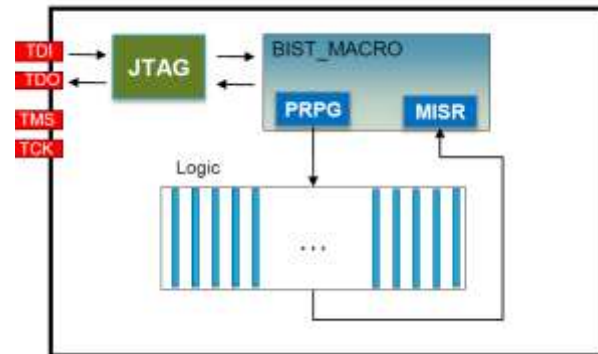 TDI
TDO
TMS
TCK
JTAG
BIST_MACRO
PRPG
MISR
Logic
...